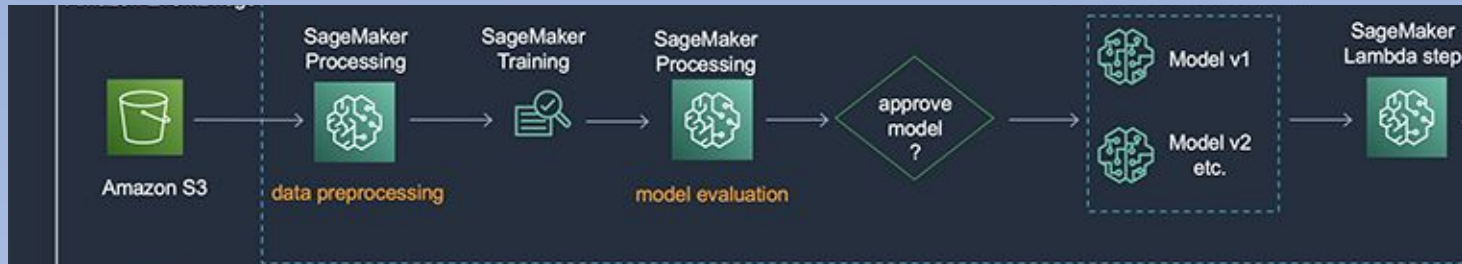 SageMaker
Processing
SageMaker
Training
SageMaker
Processing
SageMaker
Lambda step
Model v1
approve
model
?
Model v2
etc.
Amazon S3
data preprocessing
model evaluation